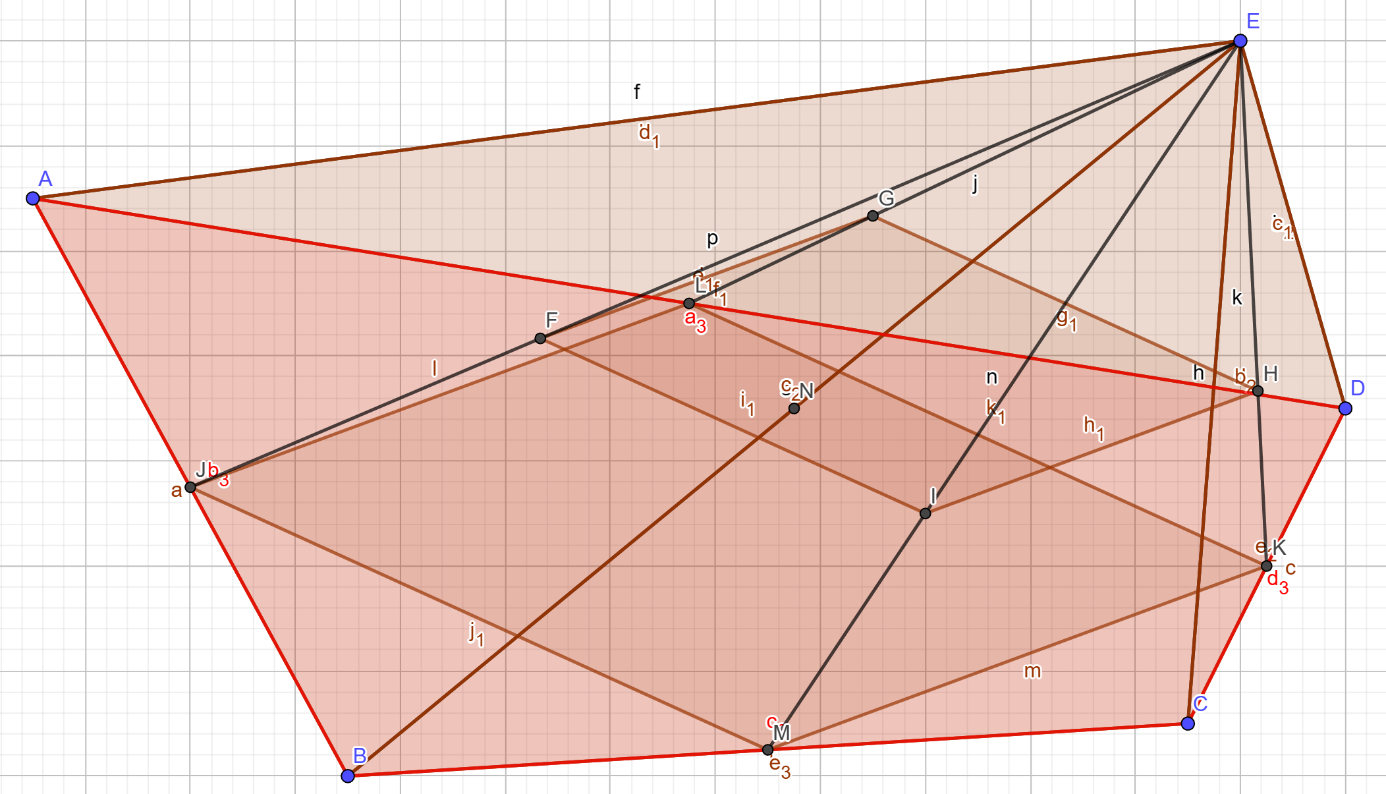 E
f
d₁
A
j
G
c₁
p
L
f₁
k
a₃
F
g₁
l
n
h
b₂
H
D
c₂
N
i₁
k₁
h₁
J
b₃
a
I
K
c
d₃
j₁
m
C
M
B
e₃